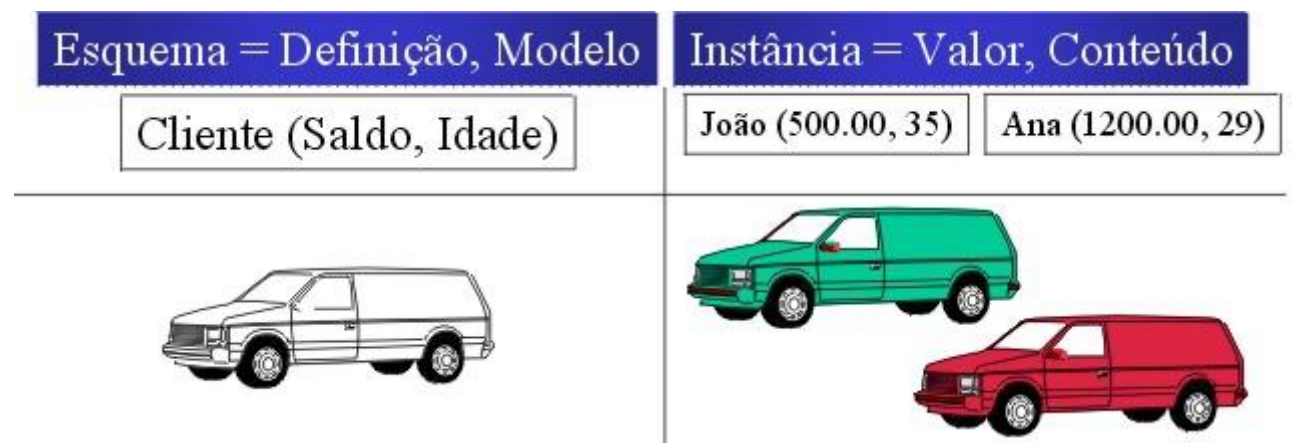 Esquema = Definição, Modelo
Instância = Valor, Conteúdo
Cliente (Saldo, Idade)
João (500.00, 35)
Ana (1200.00, 29)